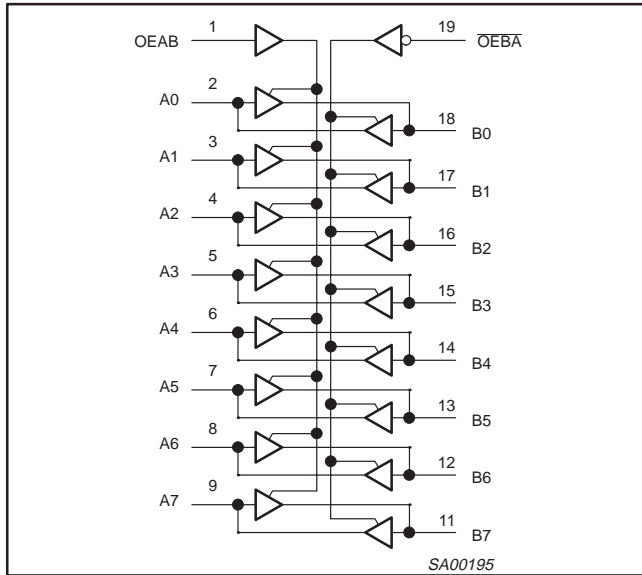 OEAB 1 19 OEBA
A0 2 18 B0
A1 3 17 B1
A2 4 16 B2
A3 5 15 B3
A4 6 14 B4
A5 7 13 B5
A6 8 12 B6
A7 9 11 B7
SA00195